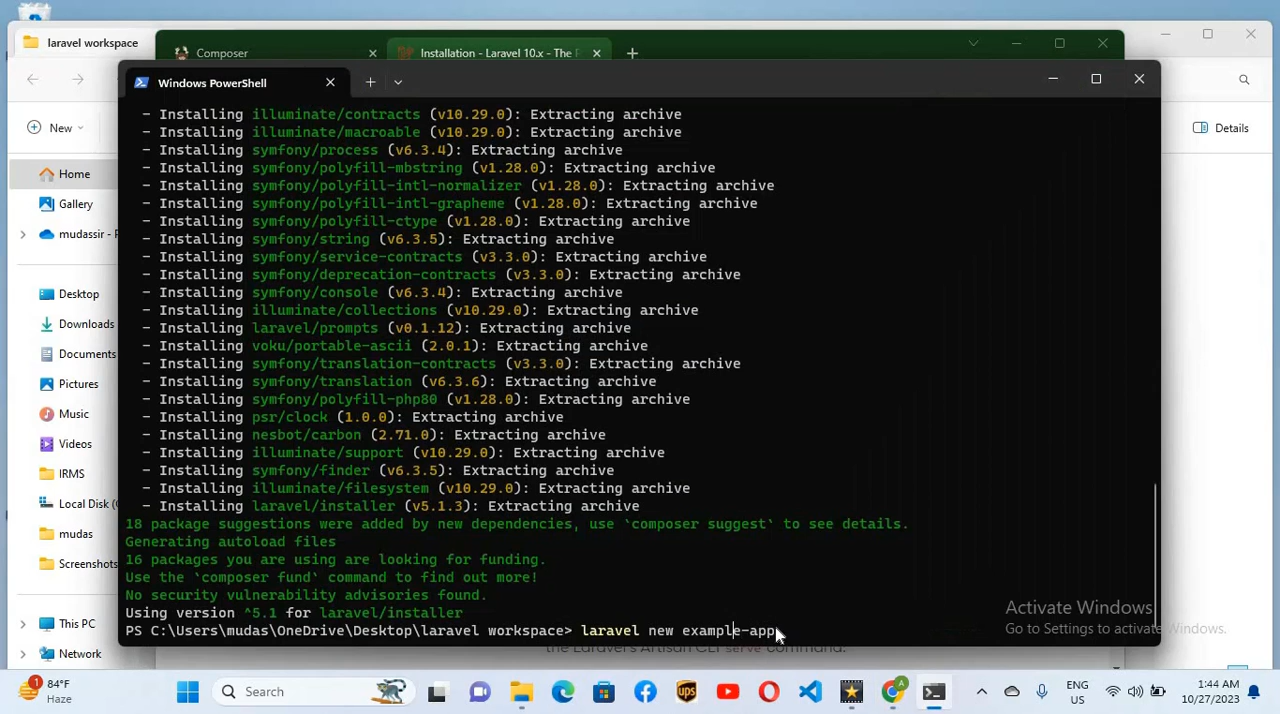 laravel workspace
Composer
Installation - Laravel 10.x - The
Windows PowerShell
New
Details
Home
Gallery
mudassir -
Desktop
Downloads
Documents
Pictures
Music
Videos
IRMS
Local Disk (
mudas
Screenshots
This PC
Network
- Installing illuminate/contracts (v10.29.0): Extracting archive
- Installing illuminate/macroable (v10.29.0): Extracting archive
- Installing symfony/process (v6.3.4): Extracting archive
- Installing symfony/polyfill-mbstring (v1.28.0): Extracting archive
- Installing symfony/polyfill-intl-normalizer (v1.28.0): Extracting archive
- Installing symfony/polyfill-intl-grapheme (v1.28.0): Extracting archive
- Installing symfony/polyfill-ctype (v1.28.0): Extracting archive
- Installing symfony/string (v6.3.5): Extracting archive
- Installing symfony/service-contracts (v3.3.0): Extracting archive
- Installing symfony/deprecation-contracts (v3.3.0): Extracting archive
- Installing symfony/console (v6.3.4): Extracting archive
- Installing illuminate/collections (v10.29.0): Extracting archive
- Installing laravel/prompts (v0.1.12): Extracting archive
- Installing voku/portable-ascii (2.0.1): Extracting archive
- Installing symfony/translation-contracts (v3.3.0): Extracting archive
- Installing symfony/translation (v6.3.6): Extracting archive
- Installing symfony/polyfill-php80 (v1.28.0): Extracting archive
- Installing psr/clock (1.0.0): Extracting archive
- Installing nesbot/carbon (2.71.0): Extracting archive
- Installing illuminate/support (v10.29.0): Extracting archive
- Installing symfony/finder (v6.3.5): Extracting archive
- Installing illuminate/filesystem (v10.29.0): Extracting archive
- Installing laravel/installer (v5.1.3): Extracting archive
18 package suggestions were added by new dependencies, use `composer suggest` to see details.
Generating autoload files
16 packages you are using are looking for funding.
Use the `composer fund` command to find out more!
No security vulnerability advisories found.
Using version ^5.1 for laravel/installer
PS C:\Users\mudas\OneDrive\Desktop\laravel workspace> laravel new example-app
the Laravel's Artisan CLI serve command:
Activate Windows
Go to Settings to activate Windows.
84°F
Haze
Search
ups
A
ENG
US
1:44 AM
10/27/2023